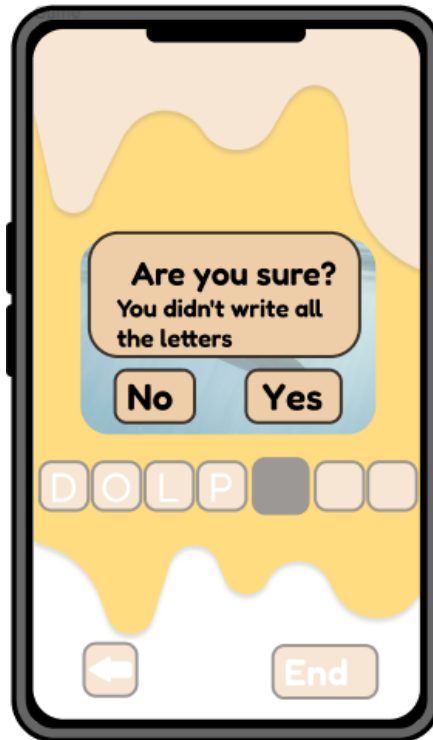 Are you sure?
You didn't write all
the letters
No Yes
D O L P
End